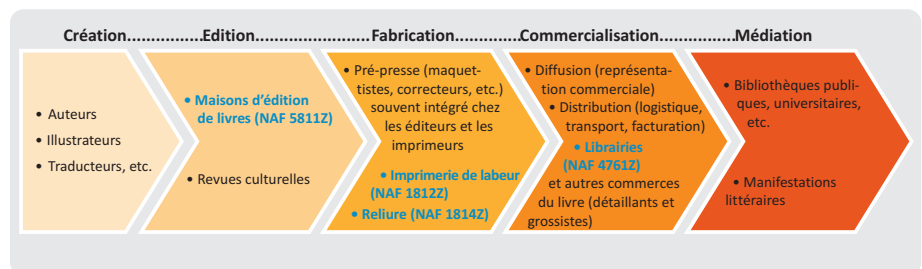 Création................Edition........................Fabrication..................Commercialisation................Médiation
• Auteurs
• Illustrateurs
• Traducteurs, etc.
• Maisons d’édition
de livres (NAF 5811Z)
• Revues culturelles
• Pré-presse (maquet-
tistes, correcteurs, etc.)
souvent intégré chez
les éditeurs et les
imprimeurs
• Imprimerie de labeur
(NAF 1812Z)
• Reliure (NAF 1814Z)
• Diffusion (représenta-
tion commerciale)
• Distribution (logistique,
transport, facturation)
• Librairies
(NAF 4761Z)
et autres commerces
du livre (détaillants et
grossistes)
• Bibliothèques publi-
ques, universitaires,
etc.
• Manifestations
littéraires